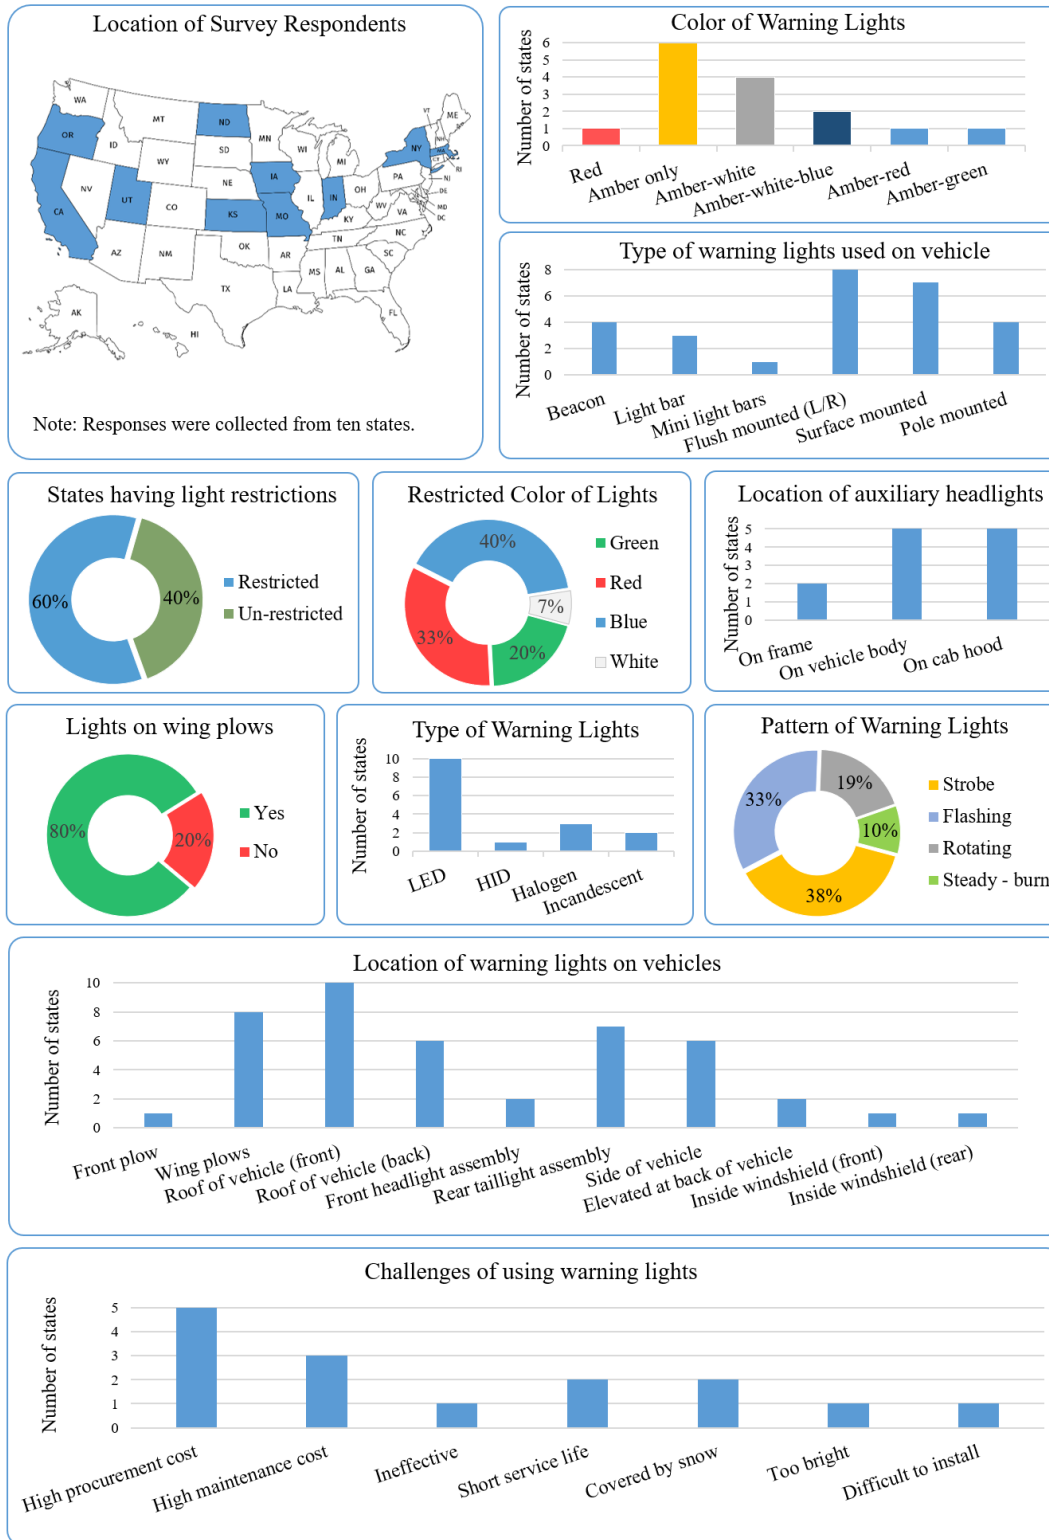 Location of Survey Respondents
WA
OR
CA
NV
ID
MT
WY
UT
CO
AZ
NM
ND
SD
NE
KS
OK
TX
MN
IA
MO
AR
LA
WI
IL
MI
IN
OH
KY
TN
MS
AL
GA
FL
SC
NC
VA
WV
PA
NY
VT
NH
ME
MA
CT
RI
NJ
DE
MD
DC
AK
HI
Note: Responses were collected from ten states.
Color of Warning Lights
Number of states
6
5
4
3
2
1
0
Red
Amber only
Amber-white
Amber-white-blue
Amber-red
Amber-green
Type of warning lights used on vehicle
Number of states
8
6
4
2
0
Beacon
Light bar
Mini light bars
Flush mounted (L/R)
Surface mounted
Pole mounted
States having light restrictions
60%
40%
Restricted
Un-restricted
Restricted Color of Lights
40%
7%
33%
20%
Green
Red
Blue
White
Location of auxiliary headlights
Number of states
5
4
3
2
1
0
On frame
On vehicle body
On cab hood
Lights on wing plows
80%
20%
Yes
No
Type of Warning Lights
Number of states
10
8
6
4
2
0
LED
HID
Halogen
Incandescent
Pattern of Warning Lights
33%
19%
10%
38%
Strobe
Flashing
Rotating
Steady - burn
Location of warning lights on vehicles
Number of states
10
8
6
4
2
0
Front plow
Wing plows
Roof of vehicle (front)
Roof of vehicle (back)
Front headlight assembly
Rear taillight assembly
Side of vehicle
Elevated at back of vehicle
Inside windshield (front)
Inside windshield (rear)
Challenges of using warning lights
Number of states
5
4
3
2
1
0
High procurement cost
High maintenance cost
Ineffective
Short service life
Covered by snow
Too bright
Difficult to install